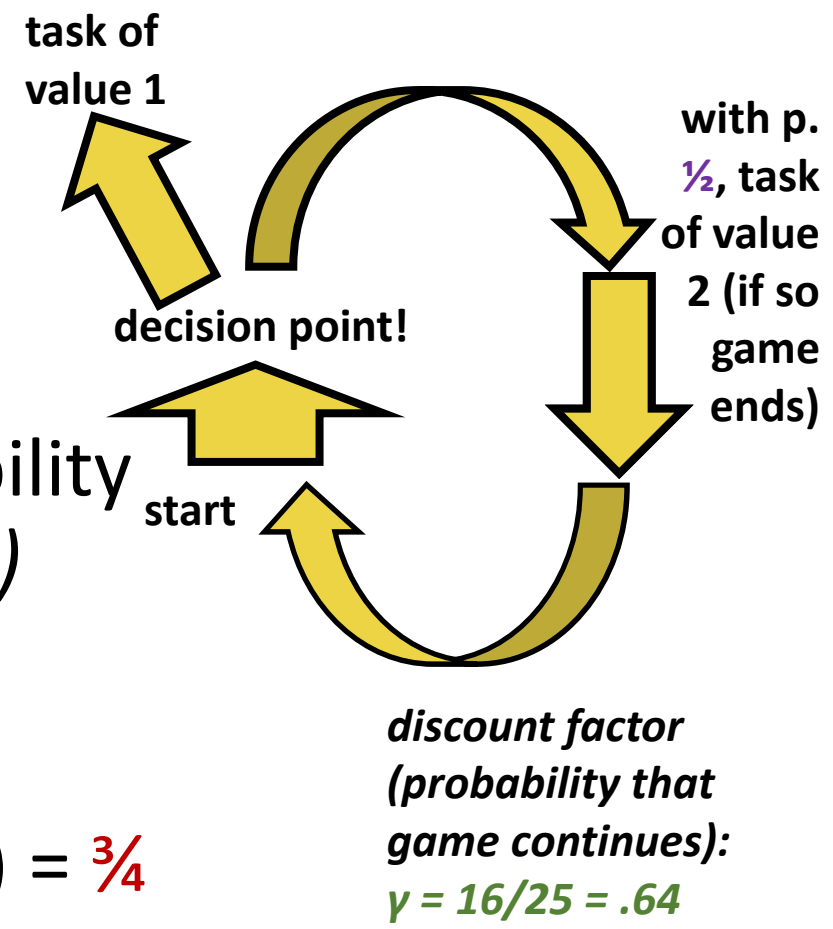 task of
value 1
with p.
½, task
of value
2 (if so
game
ends)
decision point!
bility
start
)
discount factor
(probability that
game continues):
γ = 16/25 = .64
) = ¾